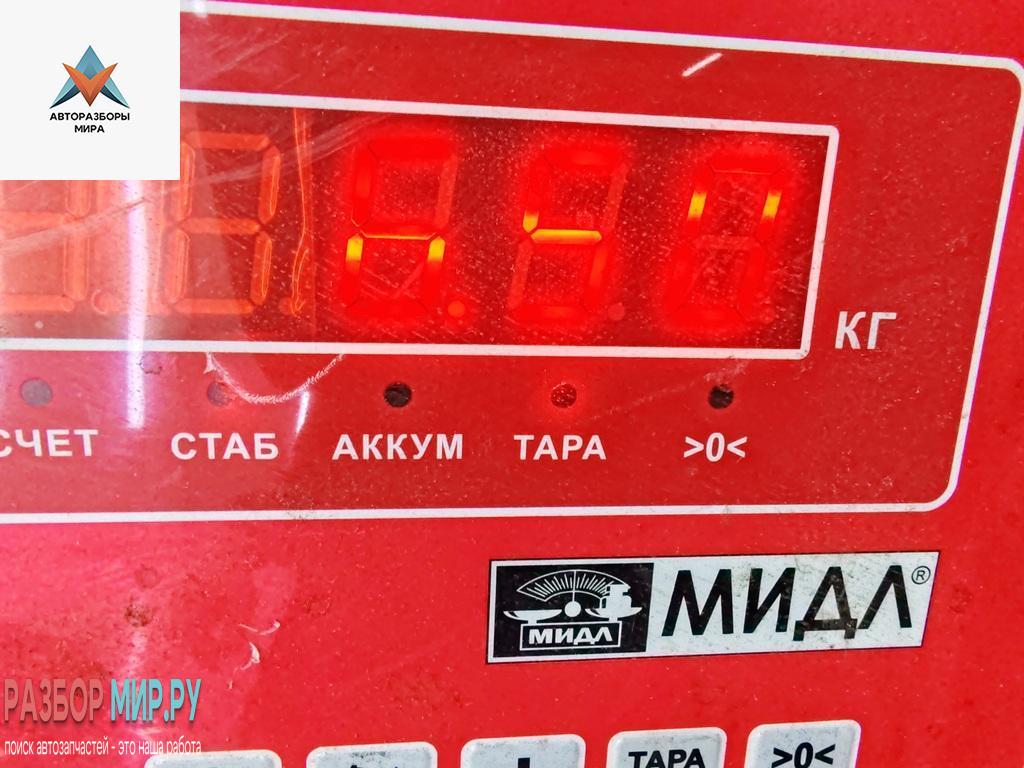 АВТОРАЗБОРЫ
МИРА
КГ
СЧЕТ
СТАБ
АККУМ
ТАРА
>0<
МИДЛ
МИДЛ®
РАЗБОР МИР.РУ
поиск автозапчастей - это наша работа
ТАРА
>0<